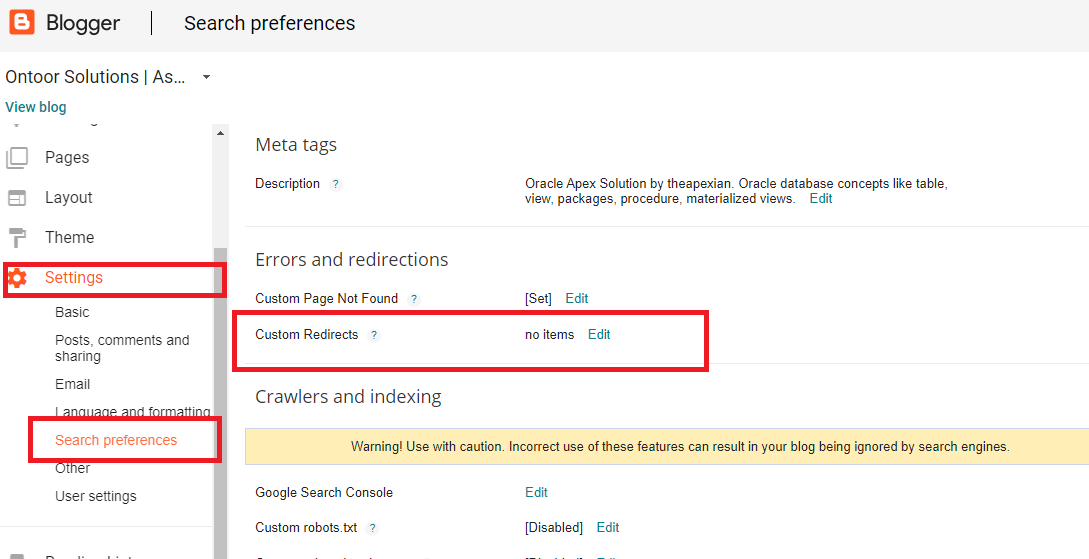 Blogger
Search preferences
Ontoor Solutions | As...
View blog
Pages
Layout
Theme
Settings
Basic
Posts, comments and
sharing
Email
Language and formatting
Search preferences
Other
User settings
Meta tags
Description ?
Oracle Apex Solution by theapexian. Oracle database concepts like table,
view, packages, procedure, materialized views. Edit
Errors and redirections
Custom Page Not Found ? [Set] Edit
Custom Redirects ? no items Edit
Crawlers and indexing
Warning! Use with caution. Incorrect use of these features can result in your blog being ignored by search engines.
Google Search Console Edit
Custom robots.txt ? [Disabled] Edit